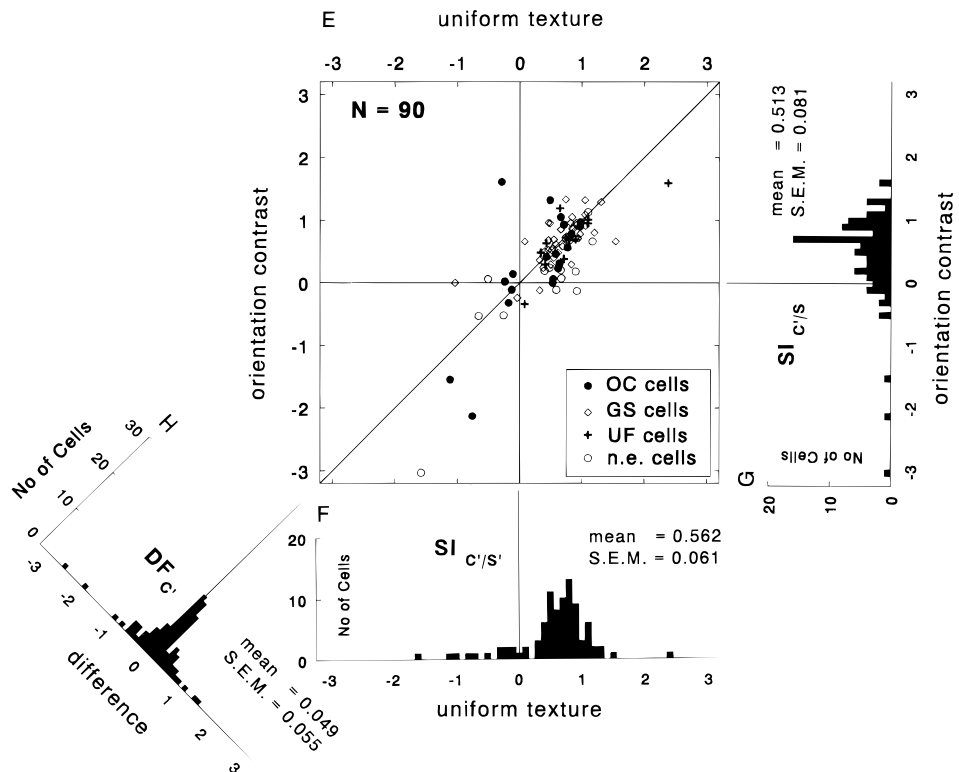 E
uniform texture
-3 -2 -1 0 1 2 3
N = 90
orientation contrast
3
2
1
0
-1
-2
-3
OC cells
GS cells
UF cells
n.e. cells
mean = 0.513
S.E.M. = 0.081
SI C'/S
G
No of Cells
20 10 0
3
2
1
0
-1
-2
-3
orientation contrast
F
SI C'/S'
mean = 0.562
S.E.M. = 0.061
No of Cells
20
10
0
-3 -2 -1 0 1 2 3
uniform texture
H
No of Cells
0 10 20 30
DF C'
-3 -2 -1 0 1 2 3
difference
mean = 0.049
S.E.M. = 0.055